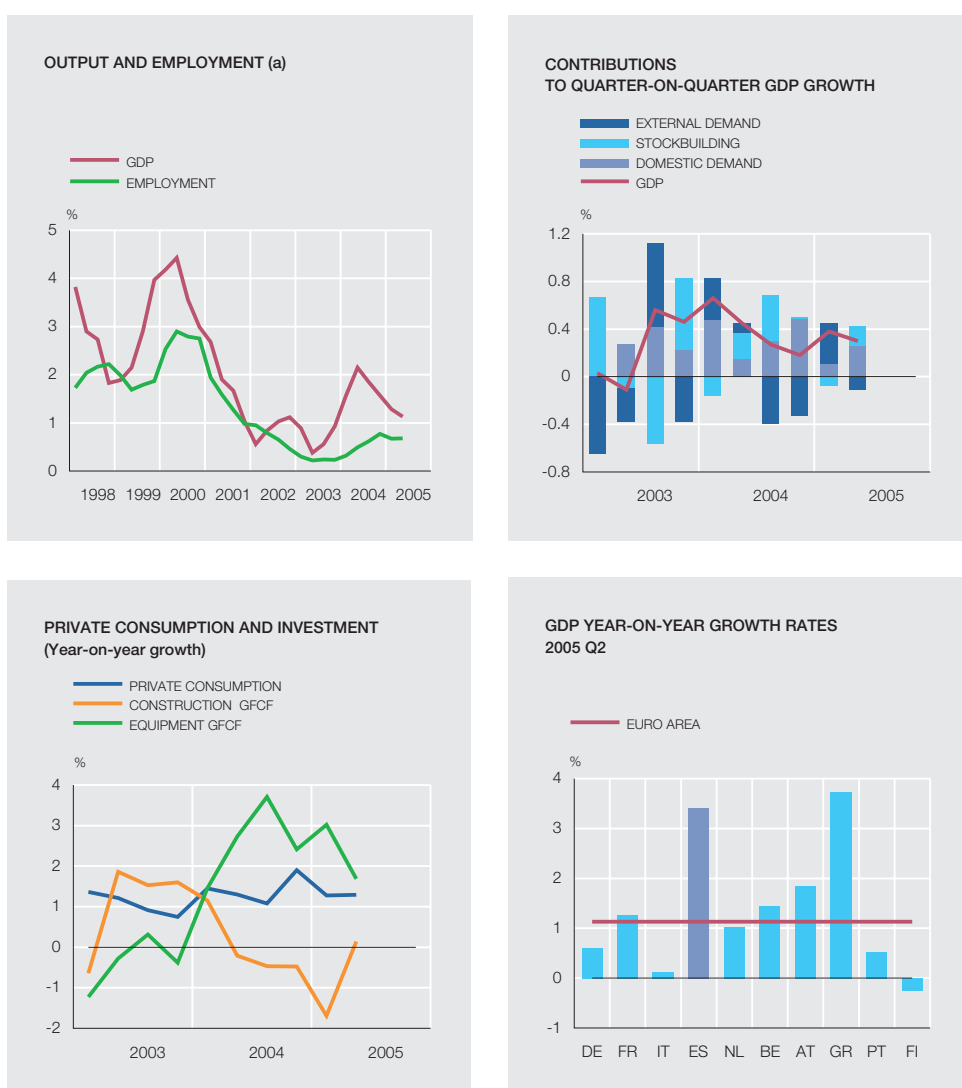 OUTPUT AND EMPLOYMENT (a)
GDP
EMPLOYMENT
%
5
4
3
2
1
0
1998 1999 2000 2001 2002 2003 2004 2005
CONTRIBUTIONS
TO QUARTER-ON-QUARTER GDP GROWTH
EXTERNAL DEMAND
STOCKBUILDING
DOMESTIC DEMAND
GDP
%
1.2
0.8
0.4
0
-0.4
-0.8
2003 2004 2005
PRIVATE CONSUMPTION AND INVESTMENT
(Year-on-year growth)
PRIVATE CONSUMPTION
CONSTRUCTION GFCF
EQUIPMENT GFCF
%
4
3
2
1
0
-1
-2
2003 2004 2005
GDP YEAR-ON-YEAR GROWTH RATES
2005 Q2
EURO AREA
%
4
3
2
1
0
-1
DE FR IT ES NL BE AT GR PT FI